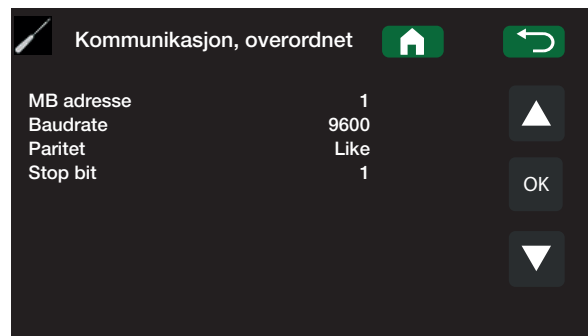 Kommunikasjon, overordnet
MB adresse 1
Baudrate 9600
Paritet Like
Stop bit 1
OK